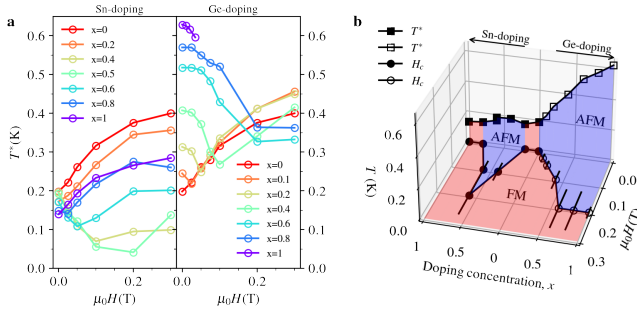 a
Sn-doping
Ge-doping
T*(K)
0.6
0.5
0.4
0.3
0.2
0.1
0.0
x=0
x=0.2
x=0.4
x=0.5
x=0.6
x=0.8
x=1
x=0
x=0.1
x=0.2
x=0.4
x=0.6
x=0.8
x=1
0.6
0.5
0.4
0.3
0.2
0.1
0.0
0.0
0.2
0.0
0.2
μ₀H(T)
μ₀H(T)
b
T*
T*
H_c
H_c
Sn-doping
Ge-doping
AFM
AFM
FM
0.6
0.4
0.2
0.0
T (K)
1
0.5
0
0.5
1
Doping concentration, x
0.0
0.1
0.2
0.3
μ₀H(T)